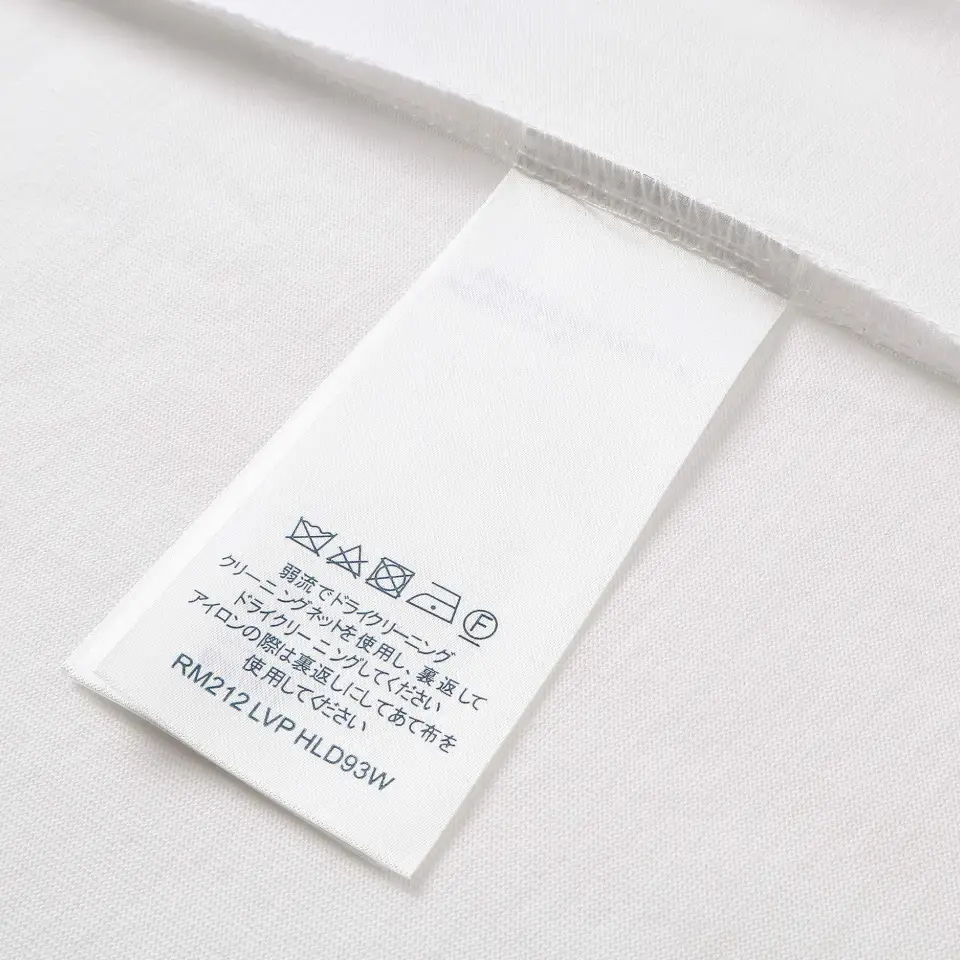 F
弱流でドライクリーニング
クリーニングネットを使用し、裏返して
ドライクリーニングしてください
アイロンの際は裏返しにしてあて布を
使用してください
RM212 LVP HLD93W